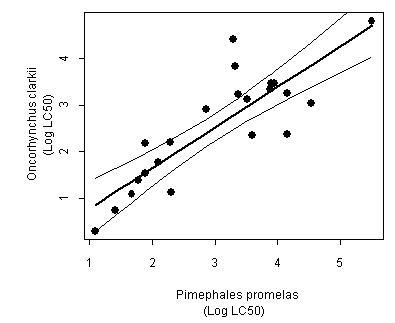 Oncorhynchus clarkii
(Log LC50)
4
3
2
1
1 2 3 4 5
Pimephales promelas
(Log LC50)